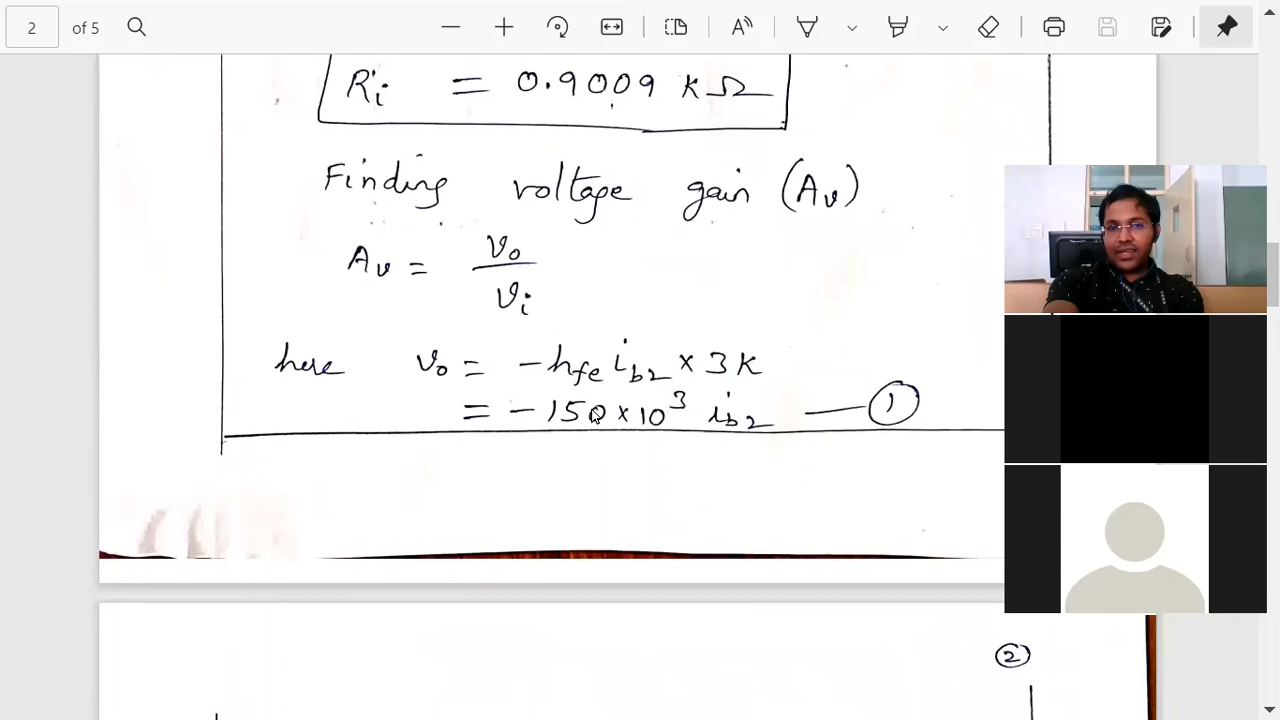 2 of 5
Ri = 0.9009 kΩ
Finding voltage gain (Av)
Av = vo / vi
here vo = -hfe ib2 × 3K
= -150 × 10³ ib2 —— ①
②